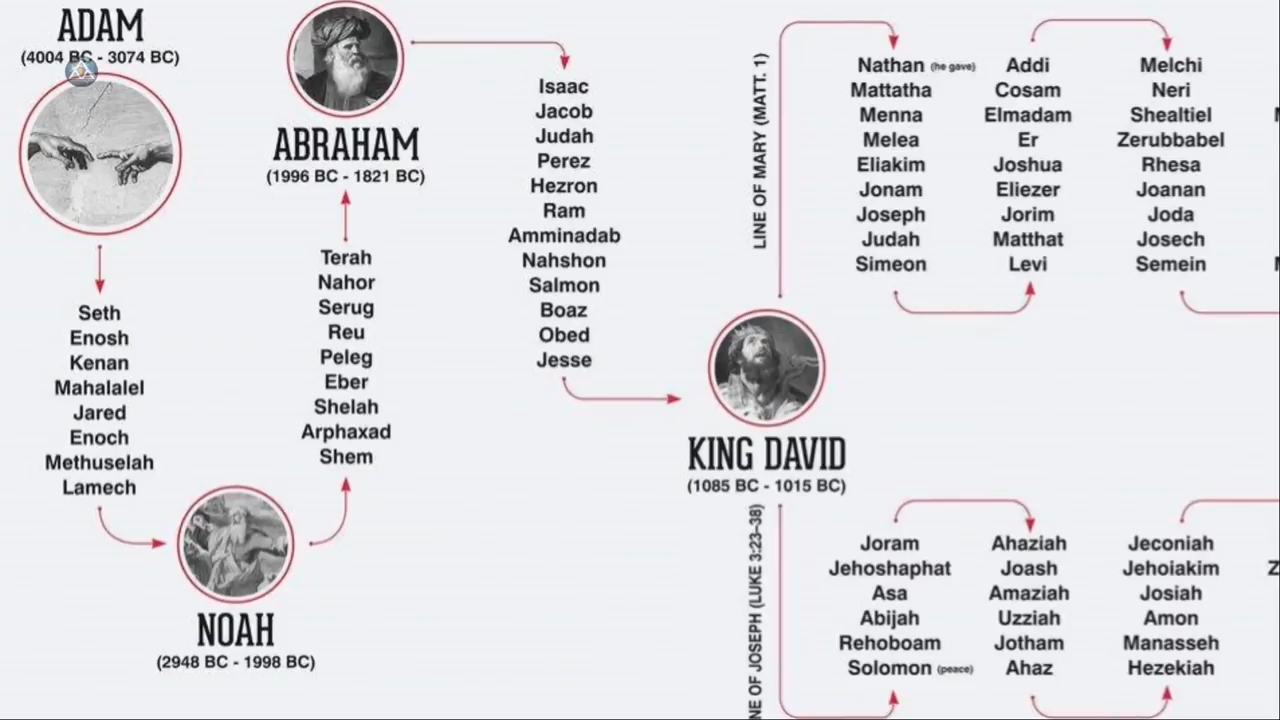 ADAM
(4004 BC - 3074 BC)
Seth
Enosh
Kenan
Mahalalel
Jared
Enoch
Methuselah
Lamech
NOAH
(2948 BC - 1998 BC)
Terah
Nahor
Serug
Reu
Peleg
Eber
Shelah
Arphaxad
Shem
ABRAHAM
(1996 BC - 1821 BC)
Isaac
Jacob
Judah
Perez
Hezron
Ram
Amminadab
Nahshon
Salmon
Boaz
Obed
Jesse
KING DAVID
(1085 BC - 1015 BC)
LINE OF MARY (MATT. 1)
Nathan (he gave)
Mattatha
Menna
Melea
Eliakim
Jonam
Joseph
Judah
Simeon
Addi
Cosam
Elmadam
Er
Joshua
Eliezer
Jorim
Matthat
Levi
Melchi
Neri
Shealtiel
Zerubbabel
Rhesa
Joanan
Joda
Josech
Semein
NE OF JOSEPH (LUKE 3:23–38)
Joram
Jehoshaphat
Asa
Abijah
Rehoboam
Solomon (peace)
Ahaziah
Joash
Amaziah
Uzziah
Jotham
Ahaz
Jeconiah
Jehoiakim
Josiah
Amon
Manasseh
Hezekiah